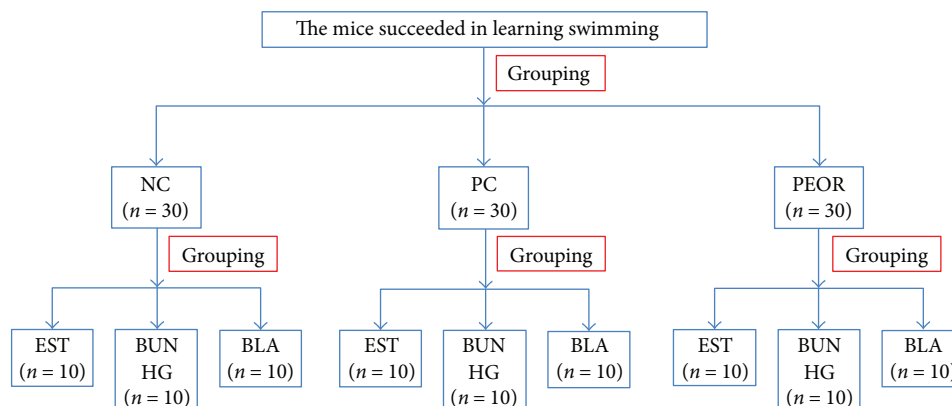 The mice succeeded in learning swimming
Grouping
NC
(n = 30)
PC
(n = 30)
PEOR
(n = 30)
Grouping
Grouping
Grouping
EST
(n = 10)
BUN
HG
(n = 10)
BLA
(n = 10)
EST
(n = 10)
BUN
HG
(n = 10)
BLA
(n = 10)
EST
(n = 10)
BUN
HG
(n = 10)
BLA
(n = 10)